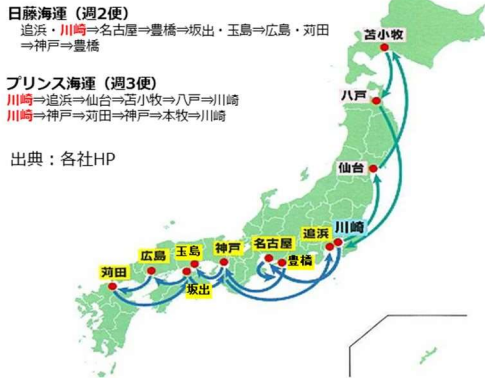 日藤海運（週2便）
追浜・川崎⇒名古屋⇒豊橋⇒坂出・玉島⇒広島・苅田
⇒神戸⇒豊橋
プリンス海運（週3便）
川崎⇒追浜⇒仙台⇒苫小牧⇒八戸⇒川崎
川崎⇒神戸⇒苅田⇒神戸⇒本牧⇒川崎
出典：各社HP
苫小牧
八戸
仙台
川崎
追浜
名古屋
豊橋
神戸
玉島
坂出
広島
苅田